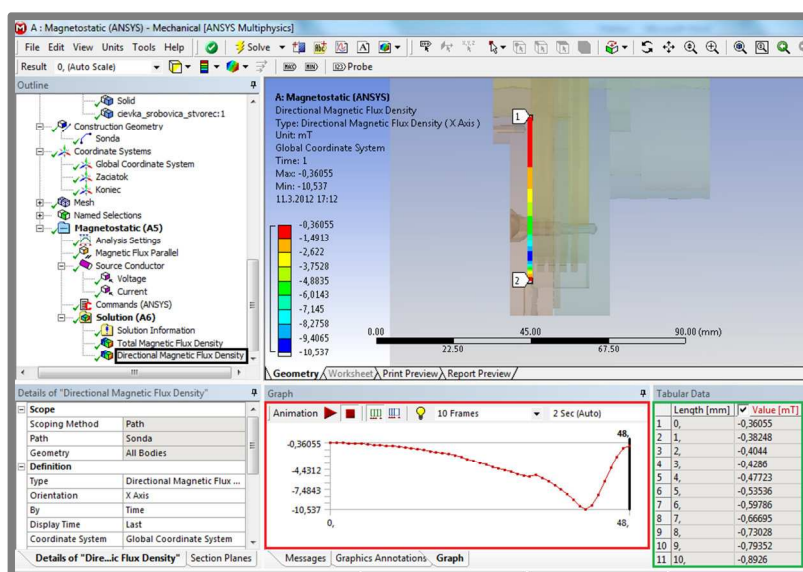 A : Magnetostatic (ANSYS) - Mechanical [ANSYS Multiphysics]
File Edit View Units Tools Help Solve
Result 0, (Auto Scale) MAX MIN Probe
Outline
Solid
cievka_srobovica_stvorec:1
Construction Geometry
Sonda
Coordinate Systems
Global Coordinate System
Zaciatok
Koniec
Mesh
Named Selections
Magnetostatic (A5)
Analysis Settings
Magnetic Flux Parallel
Source Conductor
Voltage
Current
Commands (ANSYS)
Solution (A6)
Solution Information
Total Magnetic Flux Density
Directional Magnetic Flux Density
A: Magnetostatic (ANSYS)
Directional Magnetic Flux Density
Type: Directional Magnetic Flux Density ( X Axis )
Unit: mT
Global Coordinate System
Time: 1
Max: -0,36055
Min: -10,537
11.3.2012 17:12
-0,36055
-1,4913
-2,622
-3,7528
-4,8835
-6,0143
-7,145
-8,2758
-9,4065
-10,537
1
2
0.00 45.00 90.00 (mm)
22.50 67.50
Geometry Worksheet Print Preview Report Preview
Details of "Directional Magnetic Flux Density"
Scope
Scoping Method Path
Path Sonda
Geometry All Bodies
Definition
Type Directional Magnetic Flux ...
Orientation X Axis
By Time
Display Time Last
Coordinate System Global Coordinate System
Details of "Dire...ic Flux Density" Section Planes
Graph
Animation 10 Frames 2 Sec (Auto)
48,
-0,36055
-4,4312
-7,4843
-10,537
0, 48,
Messages Graphics Annotations Graph
Tabular Data
Length [mm] Value [mT]
1 0, -0,36055
2 1, -0,38248
3 2, -0,4044
4 3, -0,4286
5 4, -0,47723
6 5, -0,53536
7 6, -0,59786
8 7, -0,66695
9 8, -0,73028
10 9, -0,79352
11 10, -0,8926